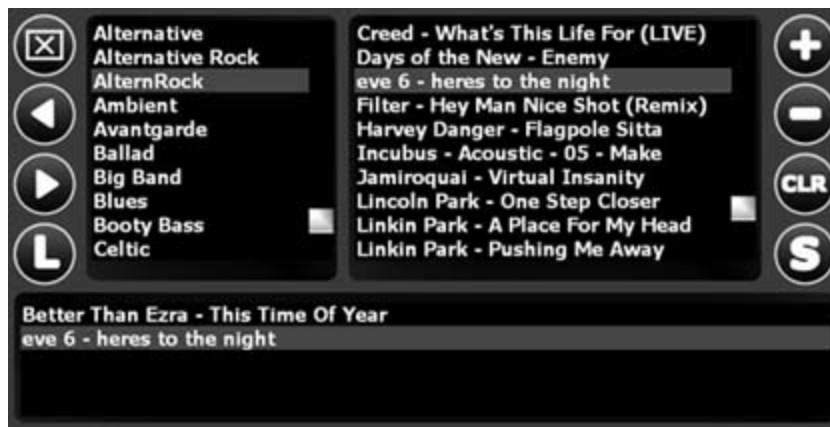 Alternative
Alternative Rock
AlternRock
Ambient
Avantgarde
Ballad
Big Band
Blues
Booty Bass
Celtic
Creed - What's This Life For (LIVE)
Days of the New - Enemy
eve 6 - heres to the night
Filter - Hey Man Nice Shot (Remix)
Harvey Danger - Flagpole Sitta
Incubus - Acoustic - 05 - Make
Jamiroquai - Virtual Insanity
Lincoln Park - One Step Closer
Linkin Park - A Place For My Head
Linkin Park - Pushing Me Away
L
CLR
S
Better Than Ezra - This Time Of Year
eve 6 - heres to the night